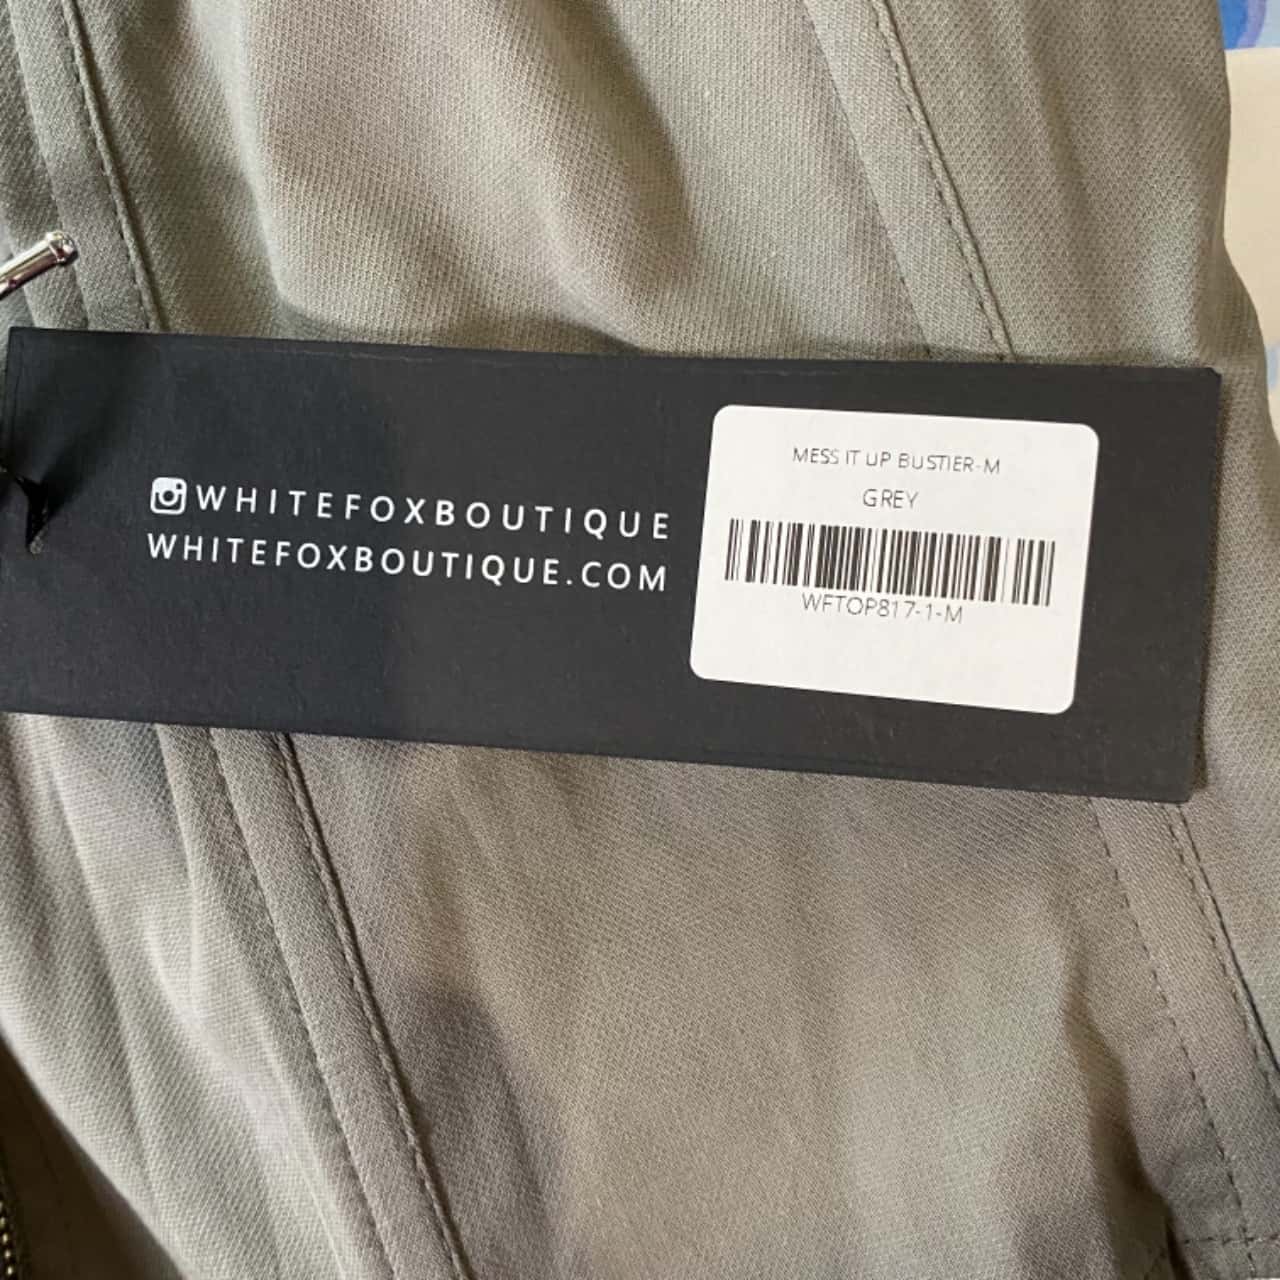 WHITEFOXBOUTIQUE
WHITEFOXBOUTIQUE.COM
MESS IT UP BUSTIER-M
GREY
WFTOP817-1-M